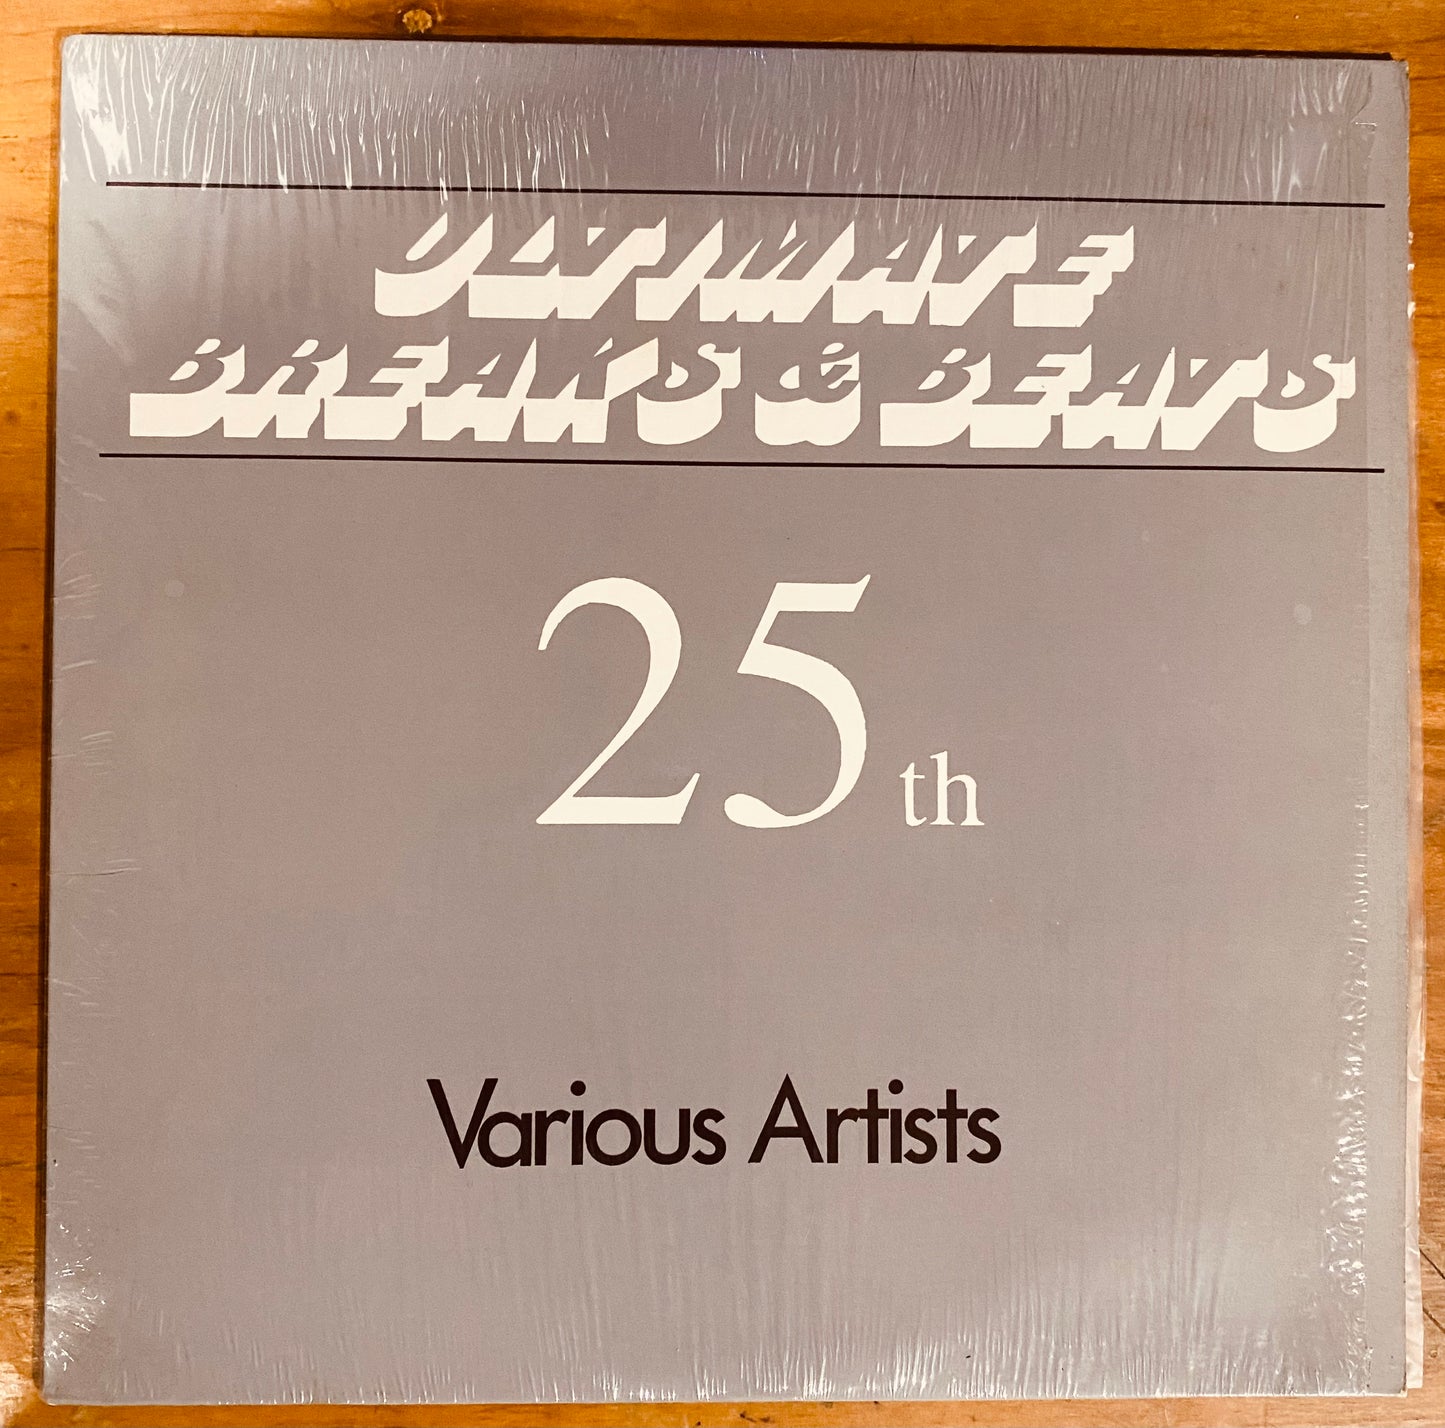 ULTIMATE
BREAKS & BEATS
25th
Various Artists